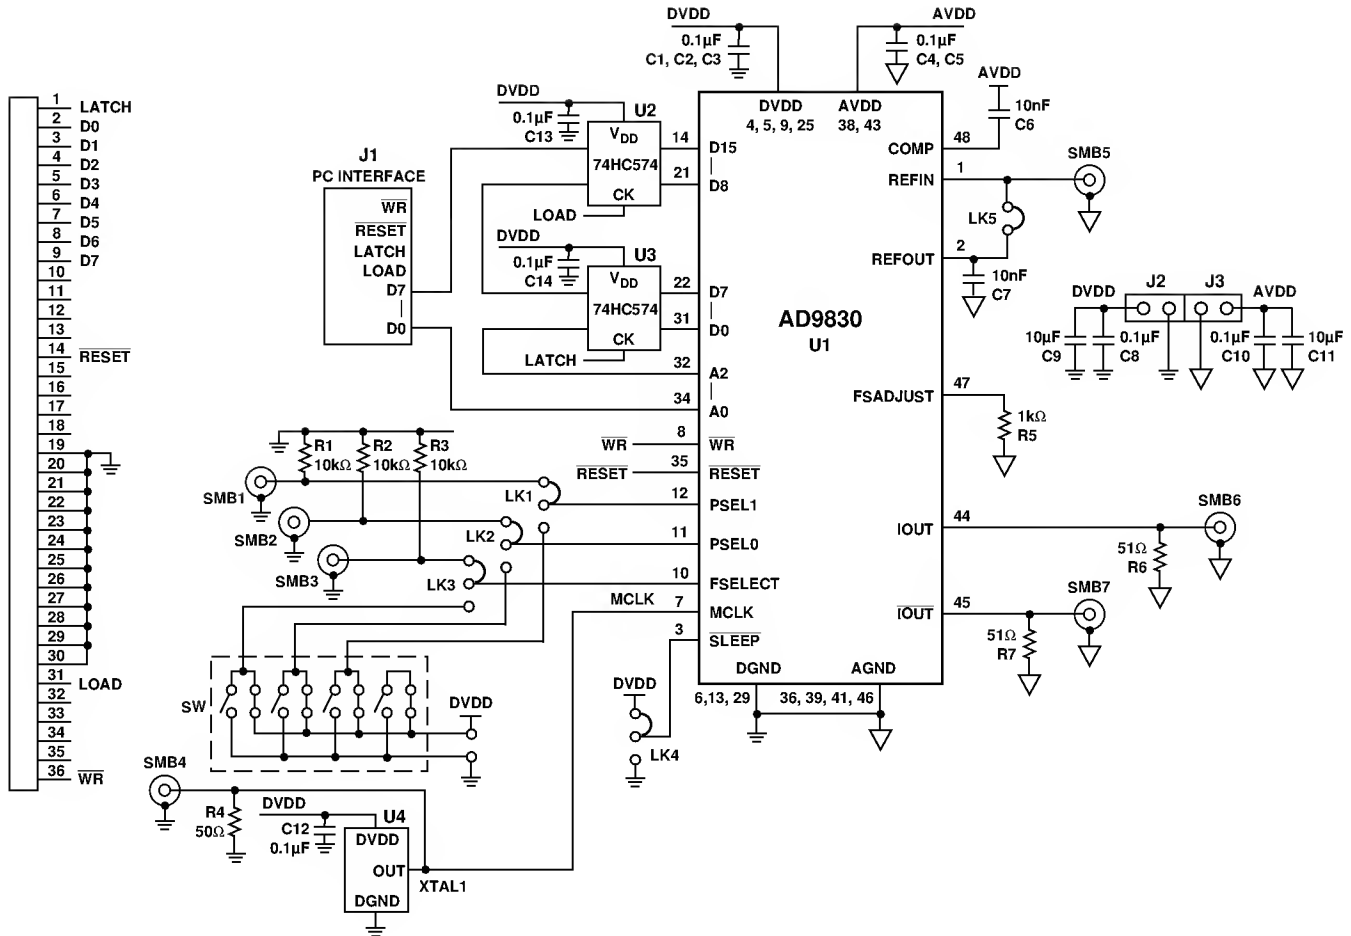 1 LATCH
2 D0
3 D1
4 D2
5 D3
6 D4
7 D5
8 D6
9 D7
10
11
12
13
14 RESET
15
16
17
18
19
20
21
22
23
24
25
26
27
28
29
30
31 LOAD
32
33
34
35
36 WR
J1
PC INTERFACE
WR
RESET
LATCH
LOAD
D7
D0
DVDD
0.1µF
C13
U2
VDD
74HC574
CK
LOAD
DVDD
0.1µF
C14
U3
VDD
74HC574
CK
LATCH
DVDD
0.1µF
C1, C2, C3
AVDD
0.1µF
C4, C5
DVDD
4, 5, 9, 25
AVDD
38, 43
14 D15
21 D8
22 D7
31 D0
32 A2
34 A0
WR 8 WR
RESET 35 RESET
12 PSEL1
11 PSEL0
10 FSELECT
MCLK 7 MCLK
3 SLEEP
AD9830
U1
DGND
6,13, 29
AGND
36, 39, 41, 46
COMP 48
AVDD
10nF
C6
REFIN 1
SMB5
LK5
REFOUT 2
10nF
C7
DVDD
J2
J3
AVDD
10µF
C9
0.1µF
C8
0.1µF
C10
10µF
C11
FSADJUST 47
1kΩ
R5
IOUT 44
SMB6
51Ω
R6
IOUT 45
SMB7
51Ω
R7
R1
10kΩ
R2
10kΩ
R3
10kΩ
SMB1
SMB2
SMB3
LK1
LK2
LK3
SW
DVDD
DVDD
LK4
SMB4
R4
50Ω
DVDD
C12
0.1µF
U4
DVDD
OUT
DGND
XTAL1